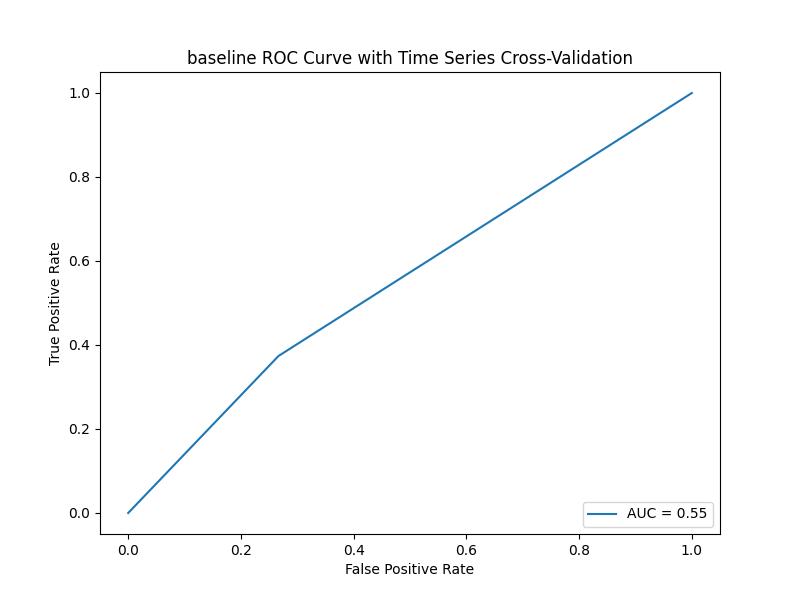 baseline ROC Curve with Time Series Cross-Validation
1.0
0.8
0.6
0.4
0.2
0.0
True Positive Rate
AUC = 0.55
0.0 0.2 0.4 0.6 0.8 1.0
False Positive Rate